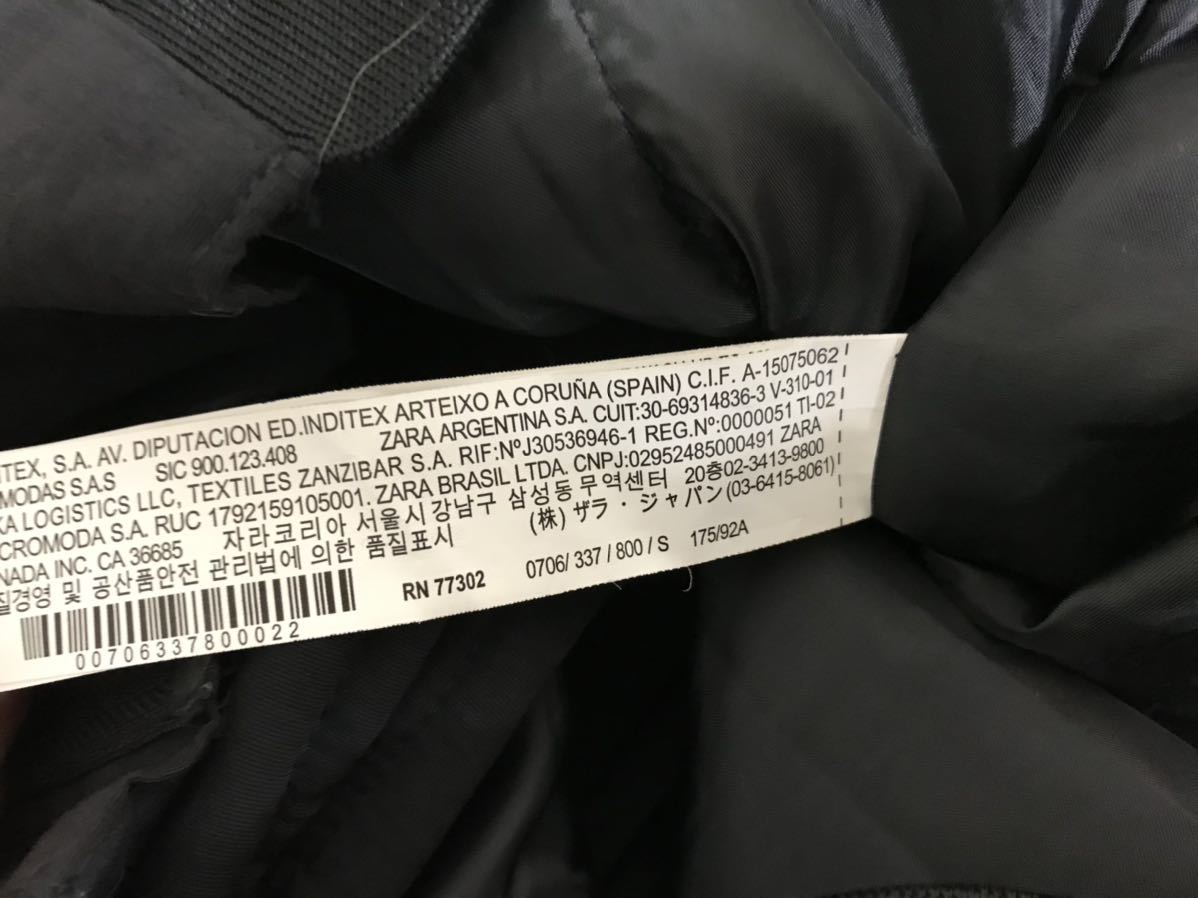 ITEX, S.A. AV. DIPUTACION ED.INDITEX ARTEIXO A CORUÑA (SPAIN) C.I.F. A-15075062
MODAS S.A.S SIC 900.123.408 ZARA ARGENTINA S.A. CUIT:30-69314836-3 V-310-01
KA LOGISTICS LLC, TEXTILES ZANZIBAR S.A. RIF:NºJ30536946-1 REG.Nº:0000051 TI-02
CROMODA S.A. RUC 1792159105001. ZARA BRASIL LTDA. CNPJ:02952485000491 ZARA
NADA INC. CA 36685 자라코리아 서울시강남구 삼성동무역센터 20층02-3413-9800
질경영 및 공산품안전 관리법에 의한 품질표시 (株) ザラ・ジャパン(03-6415-8061)
RN 77302 0706/ 337 / 800 / S 175/92A
00706337800022